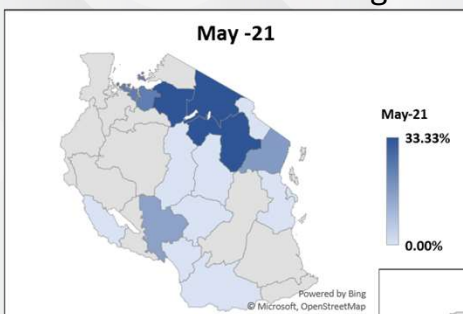 May -21
May-21
33.33%
0.00%
Powered by Bing
© Microsoft, OpenStreetMap